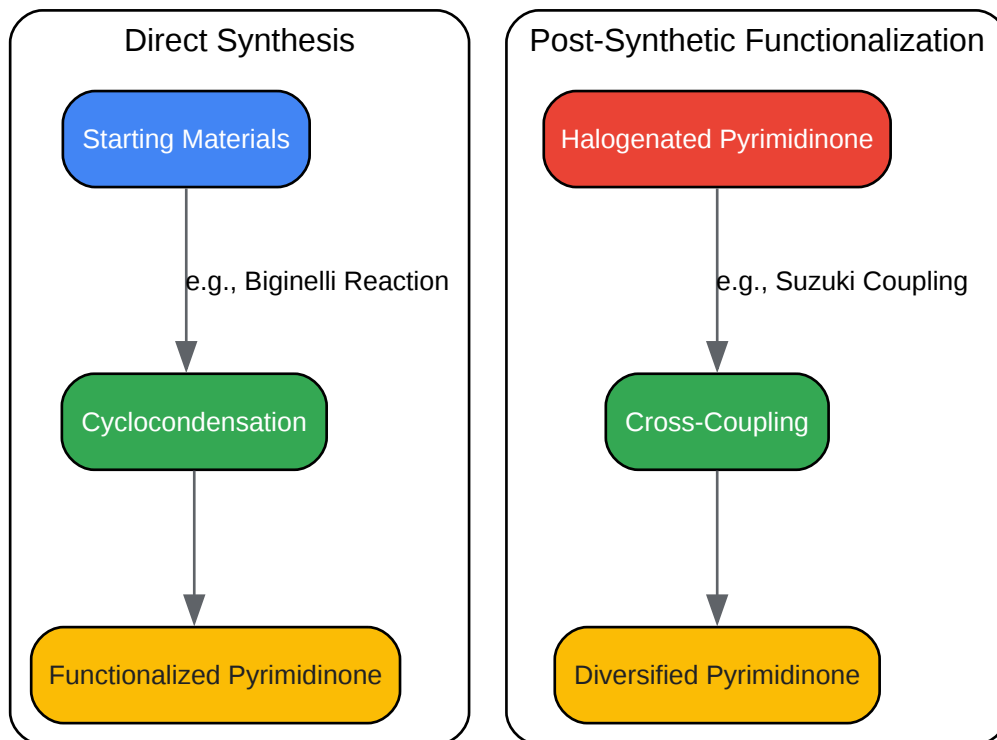 Direct Synthesis
Starting Materials
e.g., Biginelli Reaction
Cyclocondensation
Functionalized Pyrimidinone
Post-Synthetic Functionalization
Halogenated Pyrimidinone
e.g., Suzuki Coupling
Cross-Coupling
Diversified Pyrimidinone